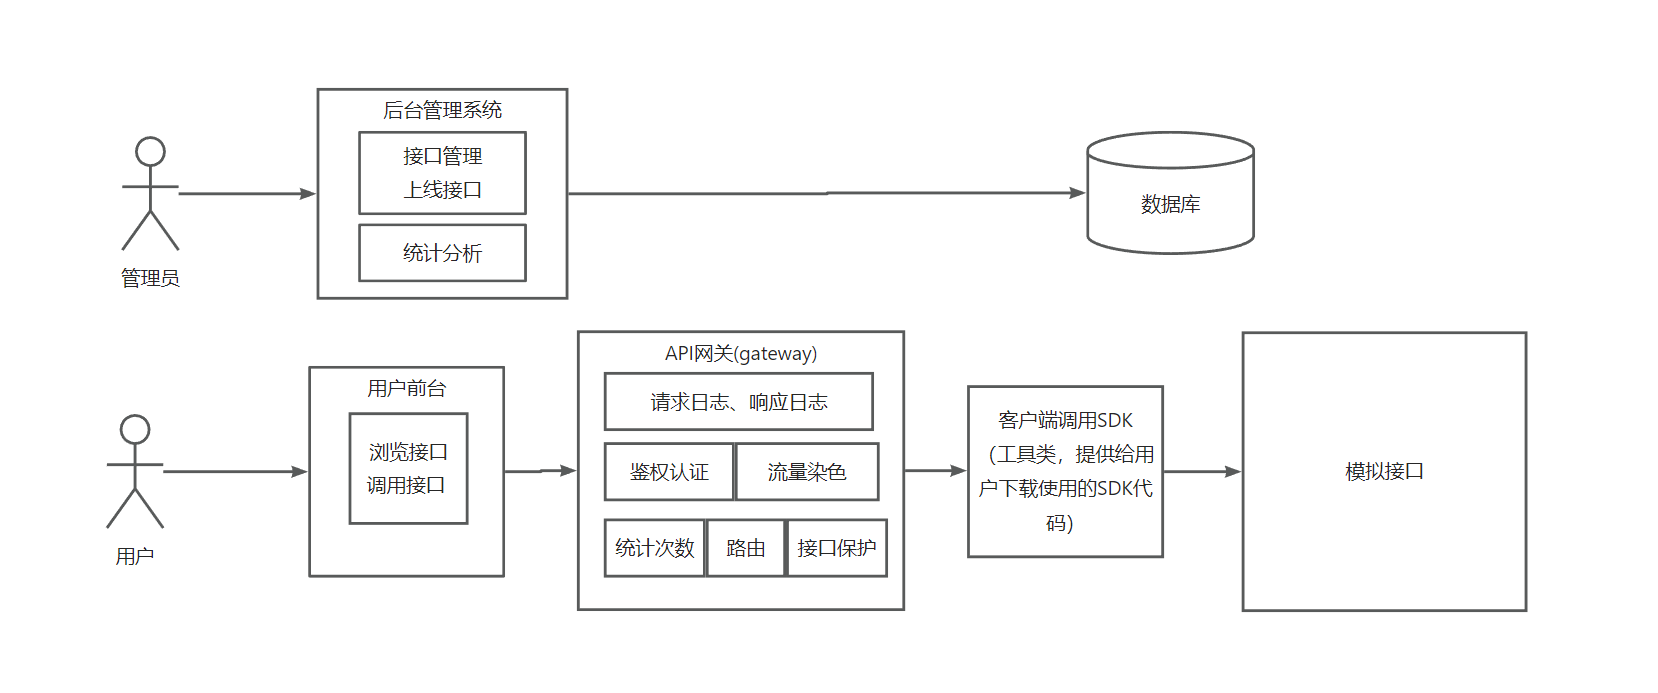 后台管理系统
接口管理
上线接口
统计分析
管理员
数据库
用户前台
浏览接口
调用接口
用户
API网关(gateway)
请求日志、响应日志
鉴权认证
流量染色
统计次数
路由
接口保护
客户端调用SDK
（工具类，提供给用
户下载使用的SDK代
码）
模拟接口